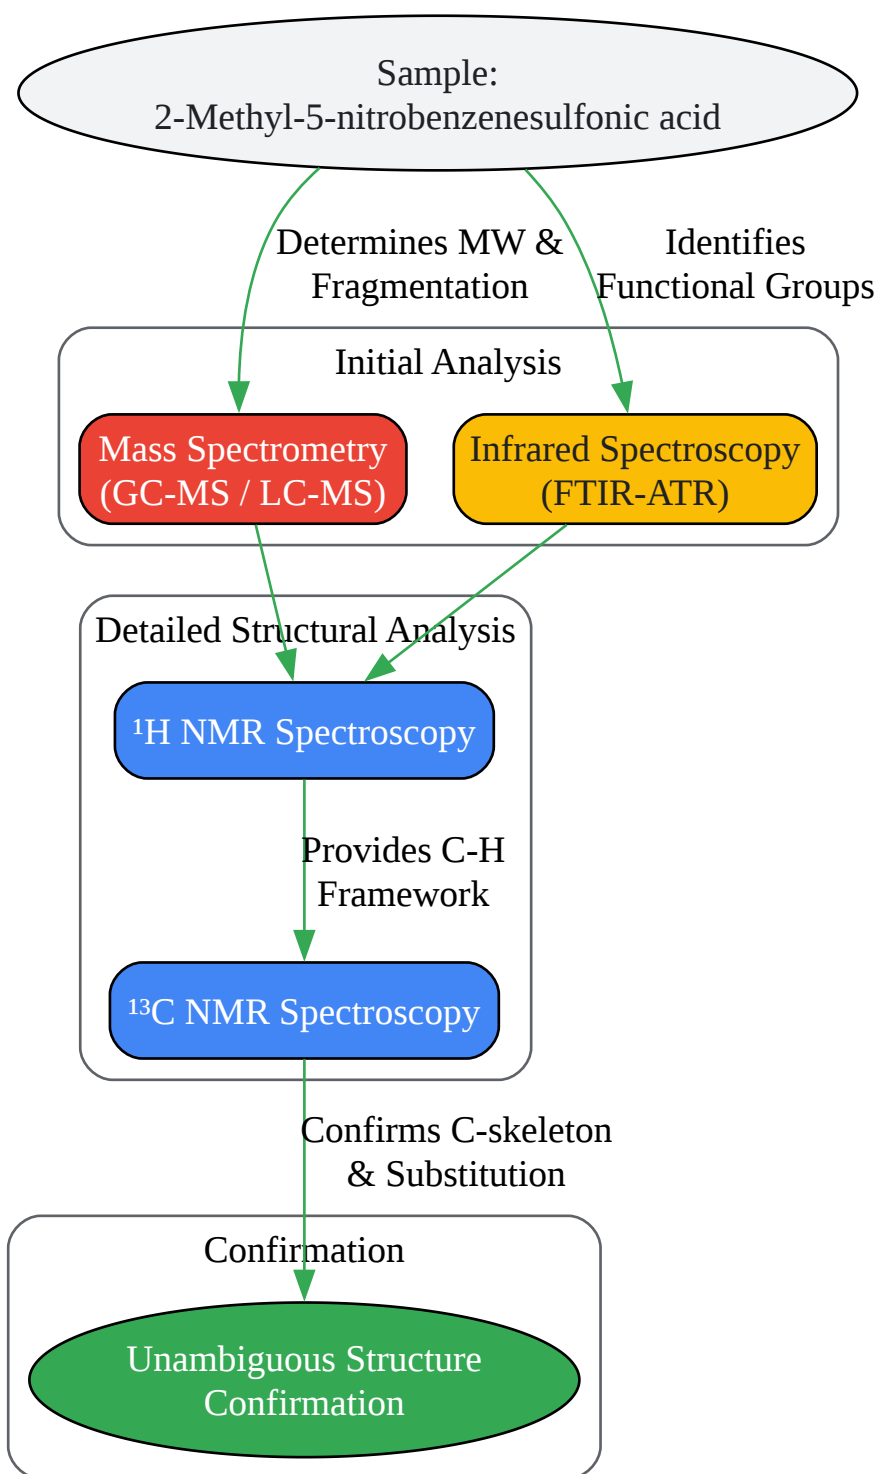 Sample:
2-Methyl-5-nitrobenzenesulfonic acid
Determines MW &
Fragmentation
Identifies
Functional Groups
Initial Analysis
Mass Spectrometry
(GC-MS / LC-MS)
Infrared Spectroscopy
(FTIR-ATR)
Detailed Structural Analysis
¹H NMR Spectroscopy
Provides C-H
Framework
¹³C NMR Spectroscopy
Confirms C-skeleton
& Substitution
Confirmation
Unambiguous Structure
Confirmation